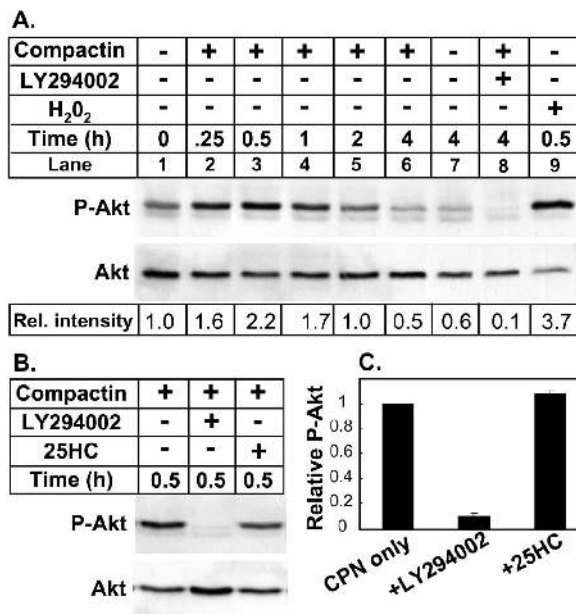 A.
Compactin - + + + + + - + -
LY294002 - - - - - - - + -
H₂0₂ - - - - - - - - +
Time (h) 0 .25 0.5 1 2 4 4 4 0.5
Lane 1 2 3 4 5 6 7 8 9
P-Akt
Akt
Rel. intensity 1.0 1.6 2.2 1.7 1.0 0.5 0.6 0.1 3.7
B.
Compactin + + +
LY294002 - + -
25HC - - +
Time (h) 0.5 0.5 0.5
P-Akt
Akt
C.
Relative P-Akt
1
0.8
0.6
0.4
0.2
0
CPN only
+LY294002
+25HC